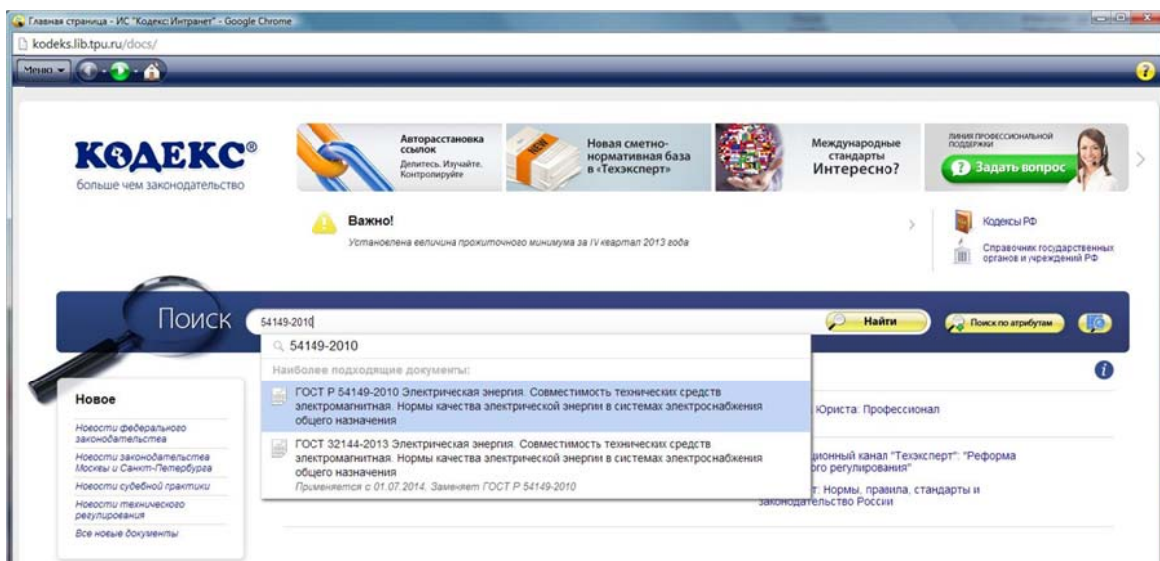 Главная страница - ИС "Кодекс: Интранет" - Google Chrome
kodeks.lib.tpu.ru/docs/
Меню
?
КОДЕКС®
больше чем законодательство
Авторасстановка
ссылок
Делитесь. Изучайте.
Контролируйте
NEW
Новая сметно-
нормативная база
в «Техэксперт»
Международные
стандарты
Интересно?
ЛИНИЯ ПРОФЕССИОНАЛЬНОЙ
ПОДДЕРЖКИ
? Задать вопрос
Важно!
Установлена величина прожиточного минимума за IV квартал 2013 года
Кодексы РФ
Справочник государственных
органов и учреждений РФ
Поиск
54149-2010
Найти
Поиск по атрибутам
54149-2010
Наиболее подходящие документы:
ГОСТ Р 54149-2010 Электрическая энергия. Совместимость технических средств
электромагнитная. Нормы качества электрической энергии в системах электроснабжения
общего назначения
ГОСТ 32144-2013 Электрическая энергия. Совместимость технических средств
электромагнитная. Нормы качества электрической энергии в системах электроснабжения
общего назначения
Применяется с 01.07.2014. Заменяет ГОСТ Р 54149-2010
i
Юриста: Профессионал
ционный канал "Техэксперт": "Реформа
ого регулирования"
т: Нормы, правила, стандарты и
законодательство России
Новое
Новости федерального
законодательства
Новости законодательства
Москвы и Санкт-Петербурга
Новости судебной практики
Новости технического
регулирования
Все новые документы